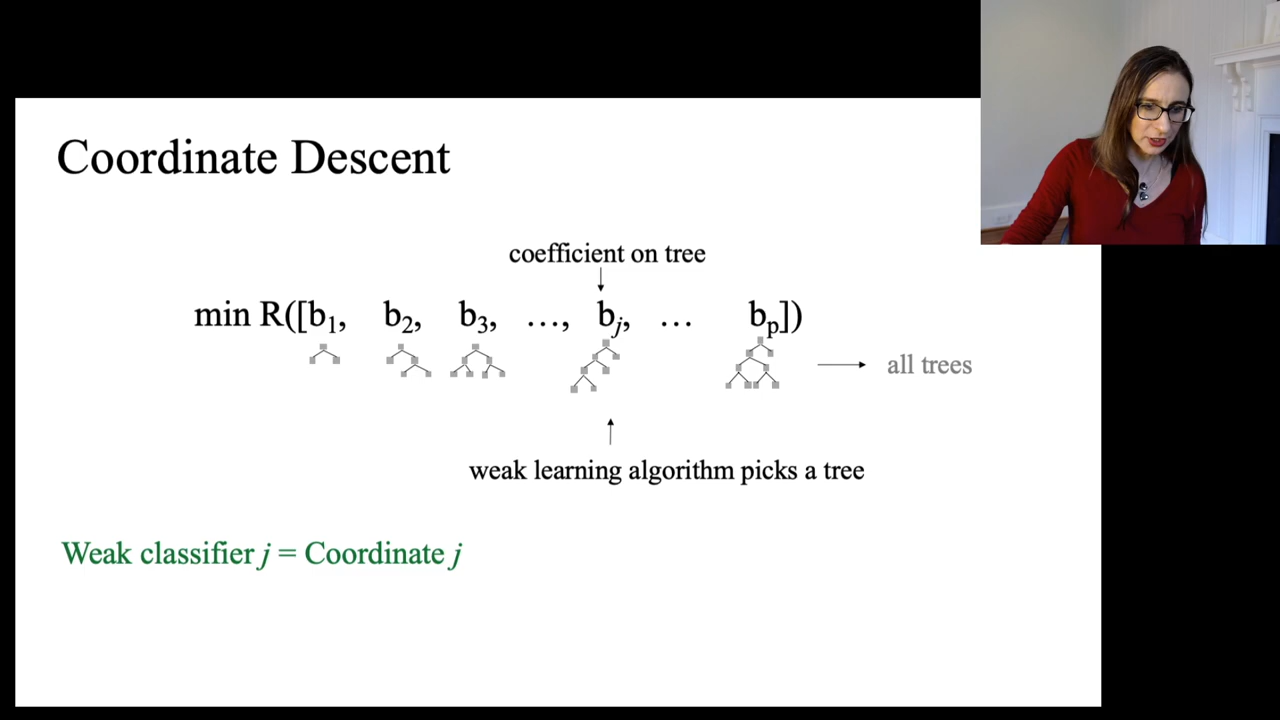 Coordinate Descent
coefficient on tree
min R([b₁, b₂, b₃, ..., bⱼ, ... bₚ])
all trees
weak learning algorithm picks a tree
Weak classifier j = Coordinate j